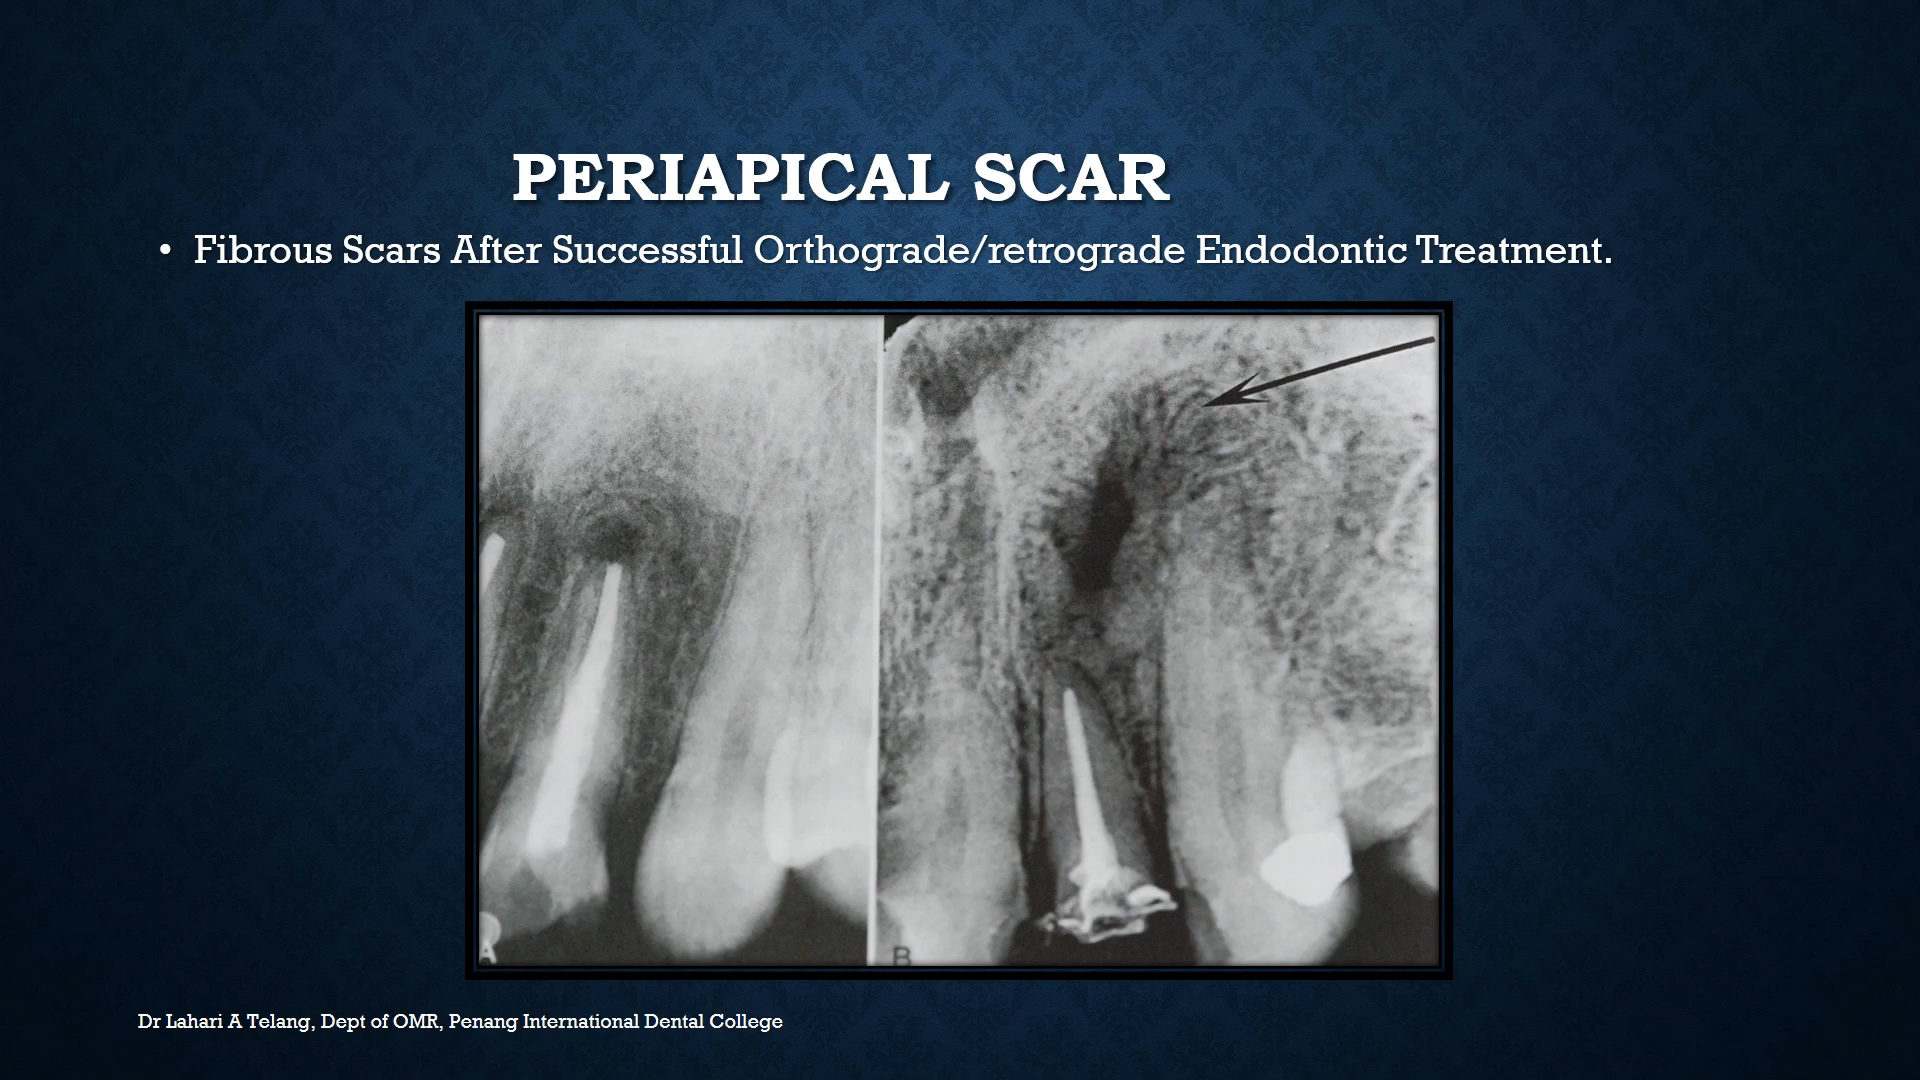 PERIAPICAL SCAR
• Fibrous Scars After Successful Orthograde/retrograde Endodontic Treatment.
A
B
Dr Lahari A Telang, Dept of OMR, Penang International Dental College